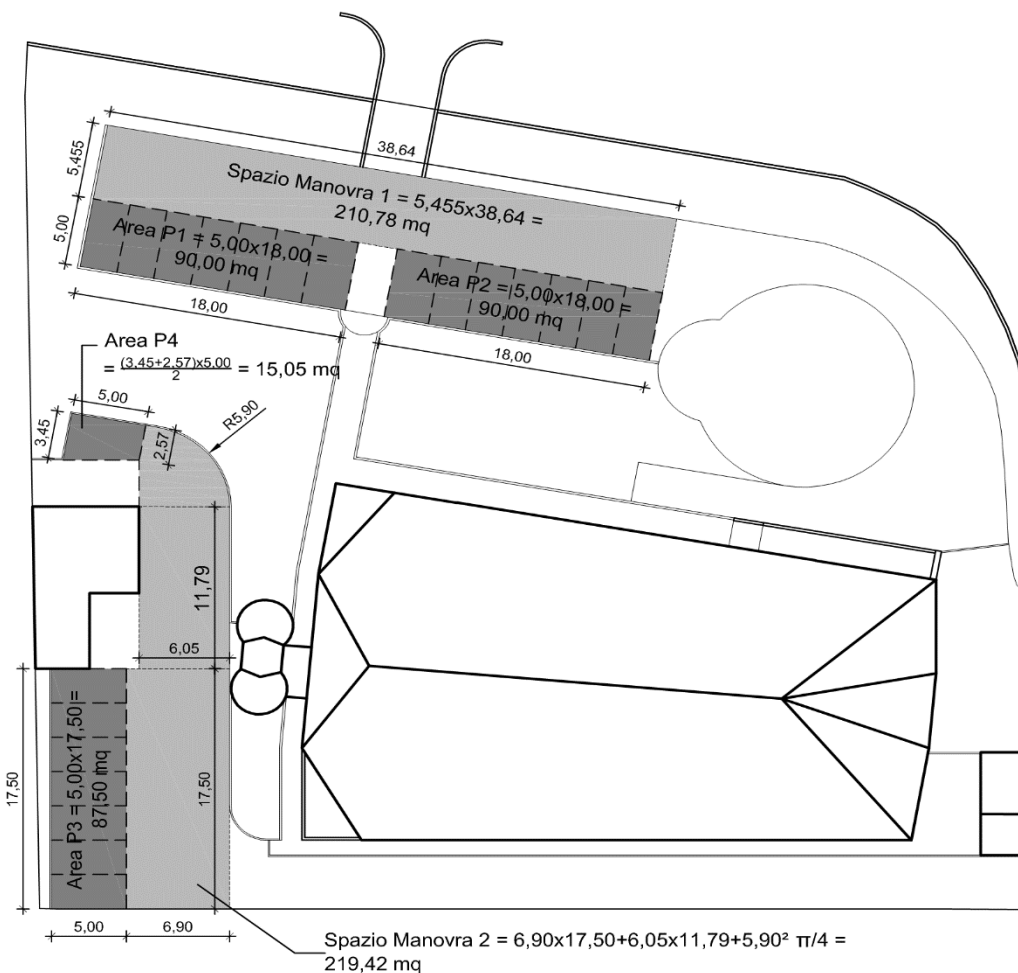 38,64
5,455
5,00
Spazio Manovra 1 = 5,455x38,64 =
210,78 mq
Area P1 = 5,00x18,00 =
90,00 mq
Area P2 = 5,00x18,00 =
90,00 mq
18,00
18,00
Area P4
= (3,45+2,57)x5,00 / 2 = 15,05 mq
5,00
R5,90
3,45
2,57
11,79
6,05
17,50
Area P3 = 5,00x17,50 =
87,50 mq
17,50
5,00
6,90
Spazio Manovra 2 = 6,90x17,50+6,05x11,79+5,90² π/4 =
219,42 mq